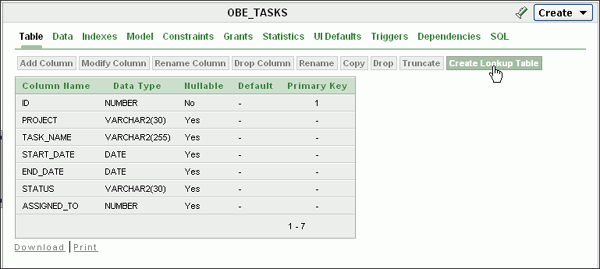 OBE_TASKS
Create
Table Data Indexes Model Constraints Grants Statistics UI Defaults Triggers Dependencies SQL
Add Column Modify Column Rename Column Drop Column Rename Copy Drop Truncate Create Lookup Table
Column Name Data Type Nullable Default Primary Key
ID NUMBER No - 1
PROJECT VARCHAR2(30) Yes - -
TASK_NAME VARCHAR2(255) Yes - -
START_DATE DATE Yes - -
END_DATE DATE Yes - -
STATUS VARCHAR2(30) Yes - -
ASSIGNED_TO NUMBER Yes - -
1 - 7
Download | Print